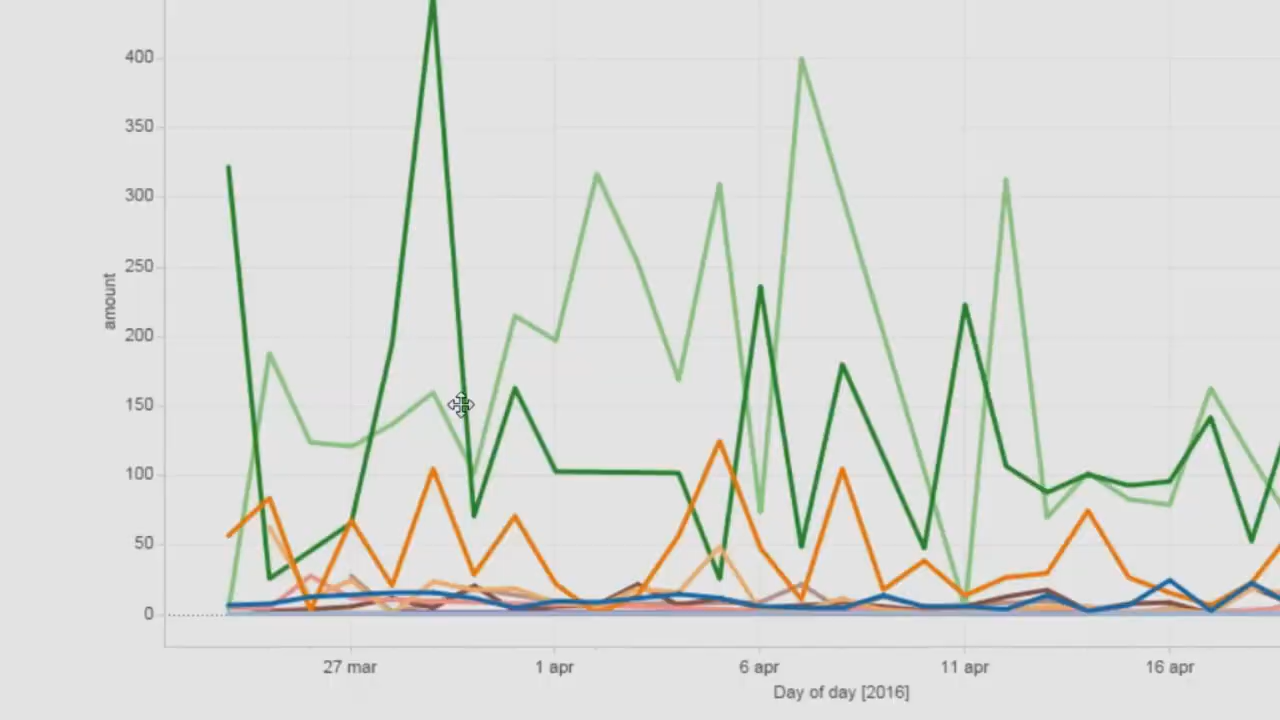 400
350
300
250
200
150
100
50
0
amount
27 mar
1 apr
6 apr
11 apr
16 apr
Day of day [2016]